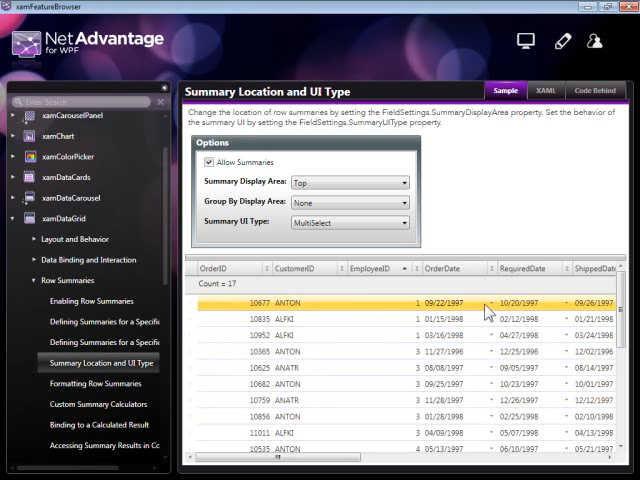 xamFeatureBrowser
NetAdvantage
for WPF
Enter Search
xamCarouselPanel
xamChart
xamColorPicker
xamDataCards
xamDataCarousel
xamDataGrid
Layout and Behavior
Data Binding and Interaction
Row Summaries
Enabling Row Summaries
Defining Summaries for a Specifi
Defining Summaries for a Specifi
Summary Location and UI Type
Formatting Row Summaries
Custom Summary Calculators
Binding to a Calculated Result
Accessing Summary Results in Cc
Summary Location and UI Type
Sample XAML Code Behind
Change the location of row summaries by setting the FieldSettings.SummaryDisplayArea property. Set the behavior
of the summary UI by setting the FieldSettings.SummaryUIType property.
Options
Allow Summaries
Summary Display Area: Top
Group By Display Area: None
Summary UI Type: MultiSelect
OrderID Σ CustomerID Σ EmployeeID Σ OrderDate Σ RequiredDate Σ ShippedDate
Count = 17
10677 ANTON 1 09/22/1997 10/20/1997 09/26/1997
10835 ALFKI 1 01/15/1998 02/12/1998 01/21/1998
10952 ALFKI 1 03/16/1998 04/27/1998 03/24/1998
10365 ANTON 3 11/27/1996 12/25/1996 12/02/1996
10625 ANATR 3 08/08/1997 09/05/1997 08/14/1997
10682 ANTON 3 09/25/1997 10/23/1997 10/01/1997
10759 ANATR 3 11/28/1997 12/26/1997 12/12/1997
10856 ANTON 3 01/28/1998 02/25/1998 02/10/1998
11011 ALFKI 3 04/09/1998 05/07/1998 04/13/1998
10535 ANTON 4 05/13/1997 06/10/1997 05/21/1997